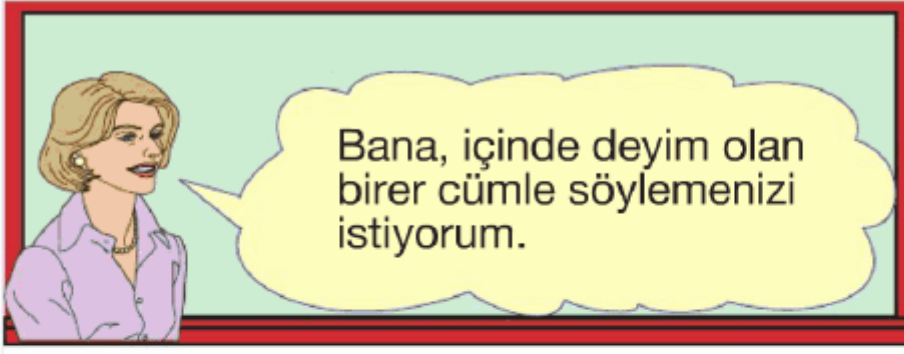 Bana, içinde deyim olan
birer cümle söylemenizi
istiyorum.